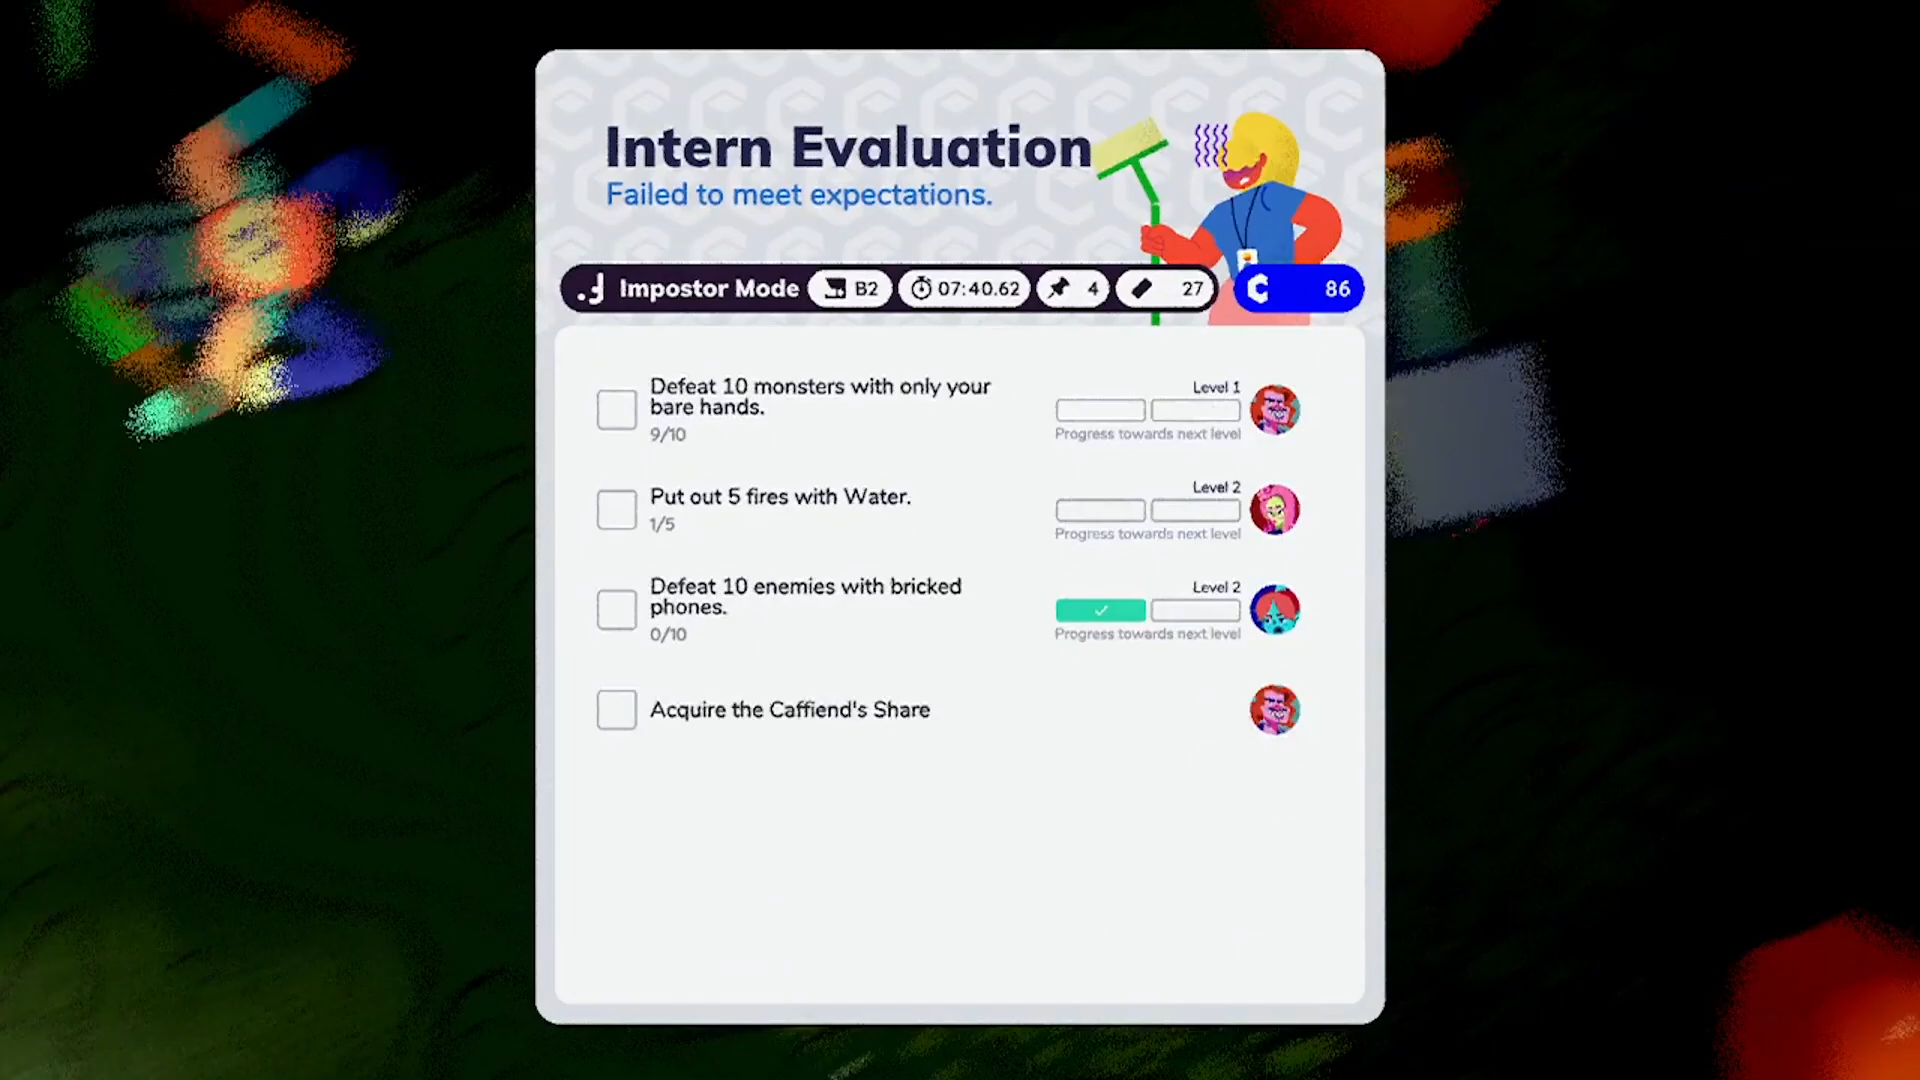 Intern Evaluation
Failed to meet expectations.
Impostor Mode B2 07:40.62 4 27 86
Defeat 10 monsters with only your
bare hands.
9/10
Level 1
Progress towards next level
Put out 5 fires with Water.
1/5
Level 2
Progress towards next level
Defeat 10 enemies with bricked
phones.
0/10
Level 2
Progress towards next level
Acquire the Caffiend's Share